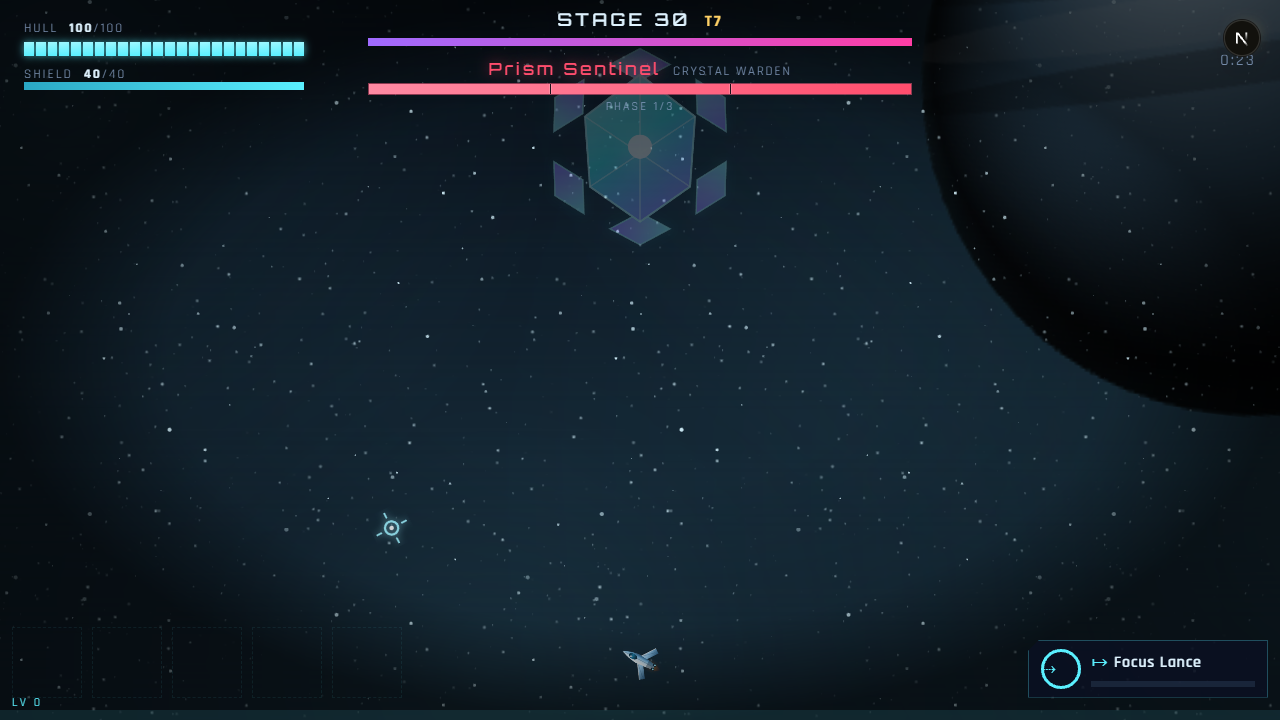 HULL 100/100
SHIELD 40/40
STAGE 30 T7
Prism Sentinel CRYSTAL WARDEN
PHASE 1/3
N
0:23
LV 0
↦ Focus Lance